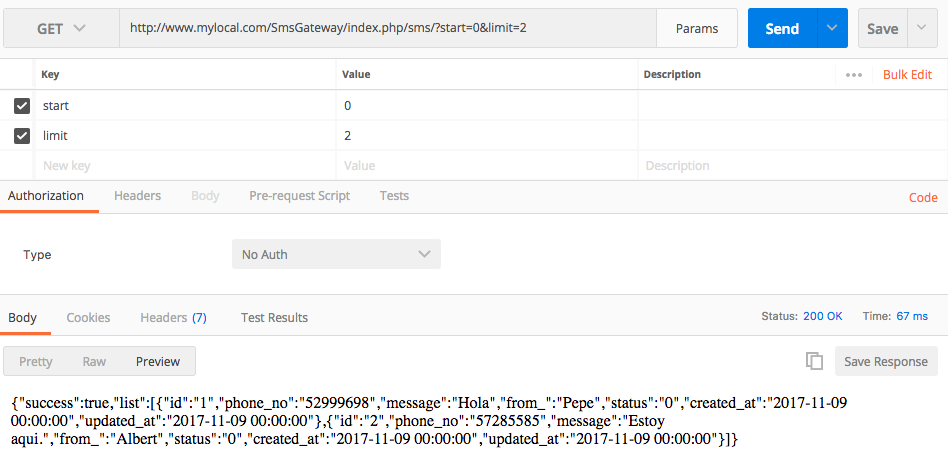 GET http://www.mylocal.com/SmsGateway/index.php/sms/?start=0&limit=2 Params Send Save
Key Value Description ••• Bulk Edit
start 0
limit 2
New key Value Description
Authorization Headers Body Pre-request Script Tests Code
Type No Auth
Body Cookies Headers (7) Test Results Status: 200 OK Time: 67 ms
Pretty Raw Preview Save Response
{"success":true,"list":[{"id":"1","phone_no":"52999698","message":"Hola","from_":"Pepe","status":"0","created_at":"2017-11-09
00:00:00","updated_at":"2017-11-09 00:00:00"},{"id":"2","phone_no":"57285585","message":"Estoy
aqui.","from_":"Albert","status":"0","created_at":"2017-11-09 00:00:00","updated_at":"2017-11-09 00:00:00"}]}